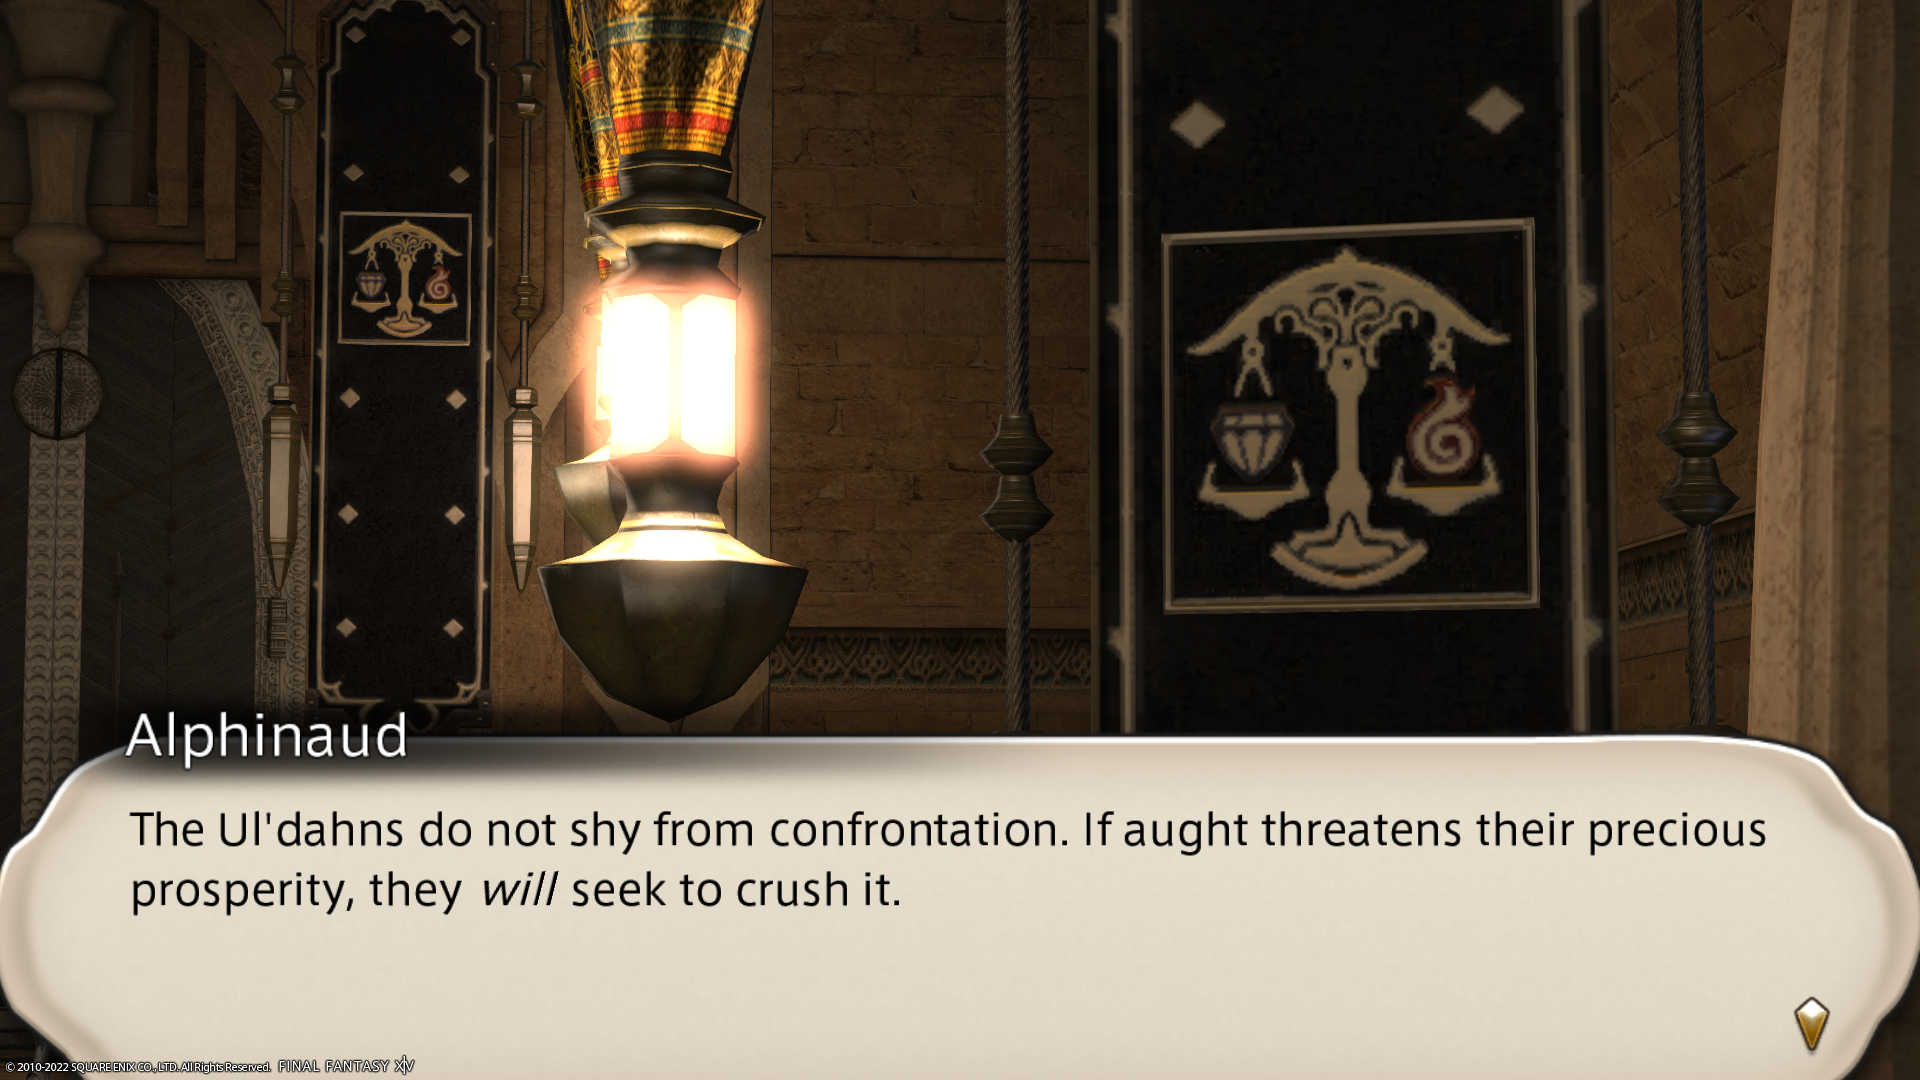 Alphinaud
The Ul'dahns do not shy from confrontation. If aught threatens their precious
prosperity, they will seek to crush it.
© 2010-2022 SQUARE ENIX CO., LTD. All Rights Reserved. FINAL FANTASY XIV